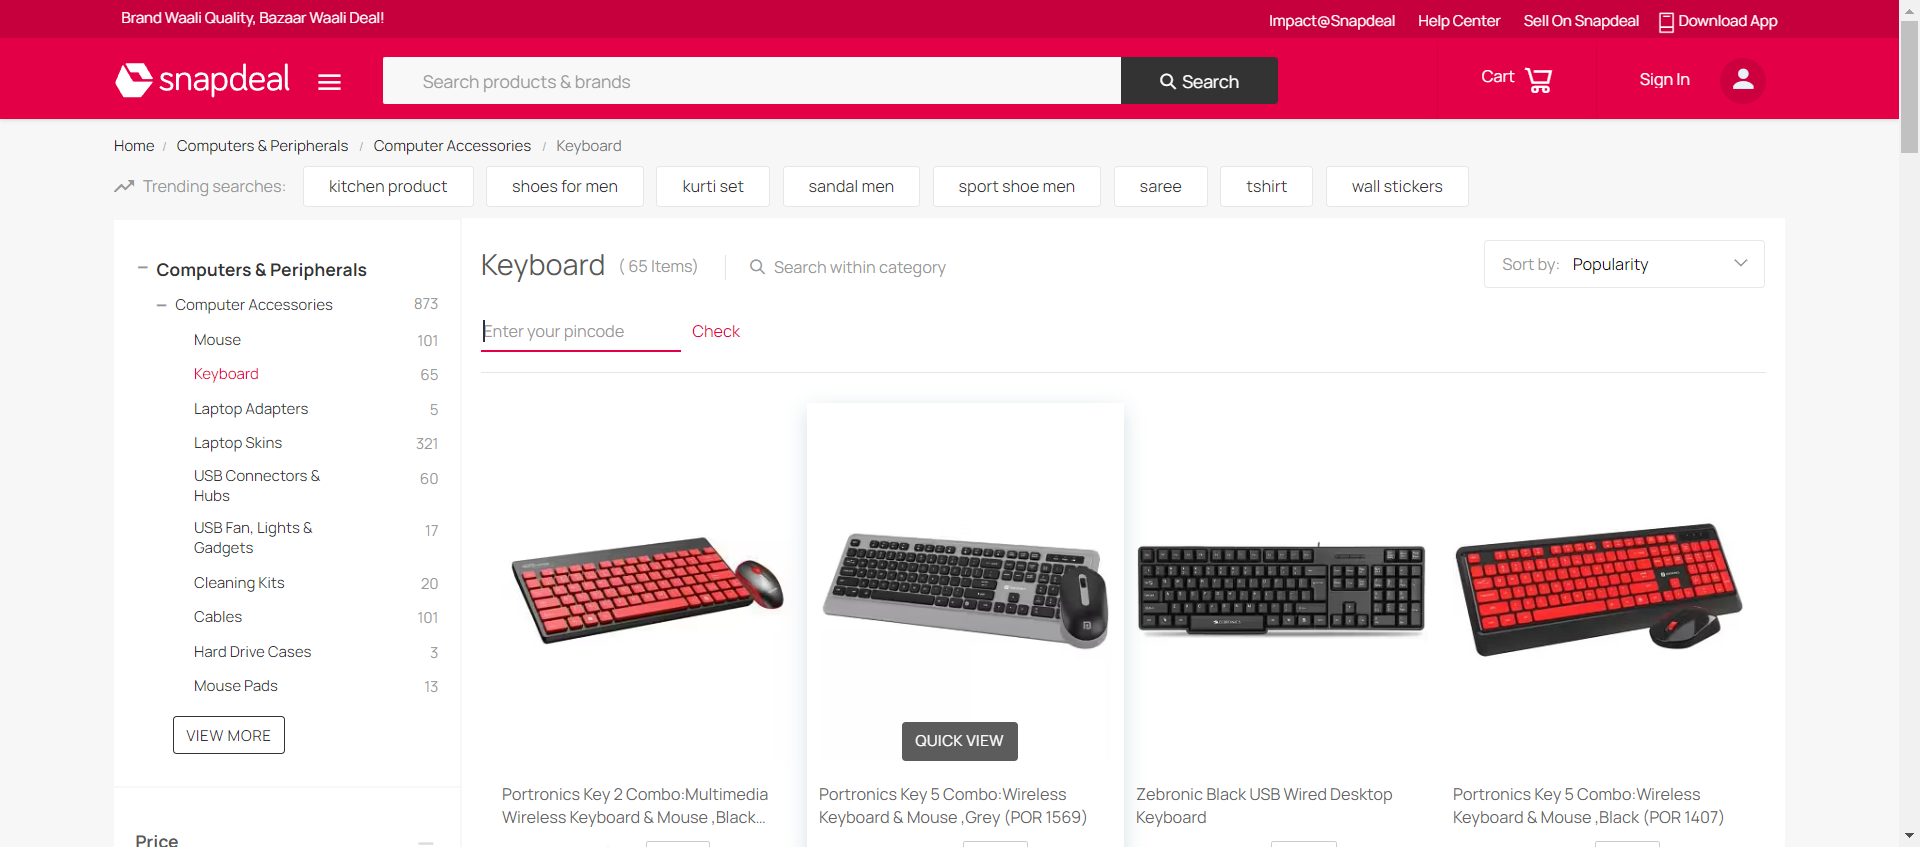 Brand Waali Quality, Bazaar Waali Deal!
Impact@Snapdeal Help Center Sell On Snapdeal Download App
snapdeal
Search products & brands
Search
Cart
Sign In
Home / Computers & Peripherals / Computer Accessories / Keyboard
Trending searches: kitchen product shoes for men kurti set sandal men sport shoe men saree tshirt wall stickers
Computers & Peripherals
Computer Accessories 873
Mouse 101
Keyboard 65
Laptop Adapters 5
Laptop Skins 321
USB Connectors & 60
Hubs
USB Fan, Lights & 17
Gadgets
Cleaning Kits 20
Cables 101
Hard Drive Cases 3
Mouse Pads 13
VIEW MORE
Price
Keyboard ( 65 Items) Search within category
Sort by: Popularity
Enter your pincode Check
QUICK VIEW
Portronics Key 2 Combo:Multimedia
Wireless Keyboard & Mouse ,Black...
Portronics Key 5 Combo:Wireless
Keyboard & Mouse ,Grey (POR 1569)
Zebronic Black USB Wired Desktop
Keyboard
Portronics Key 5 Combo:Wireless
Keyboard & Mouse ,Black (POR 1407)